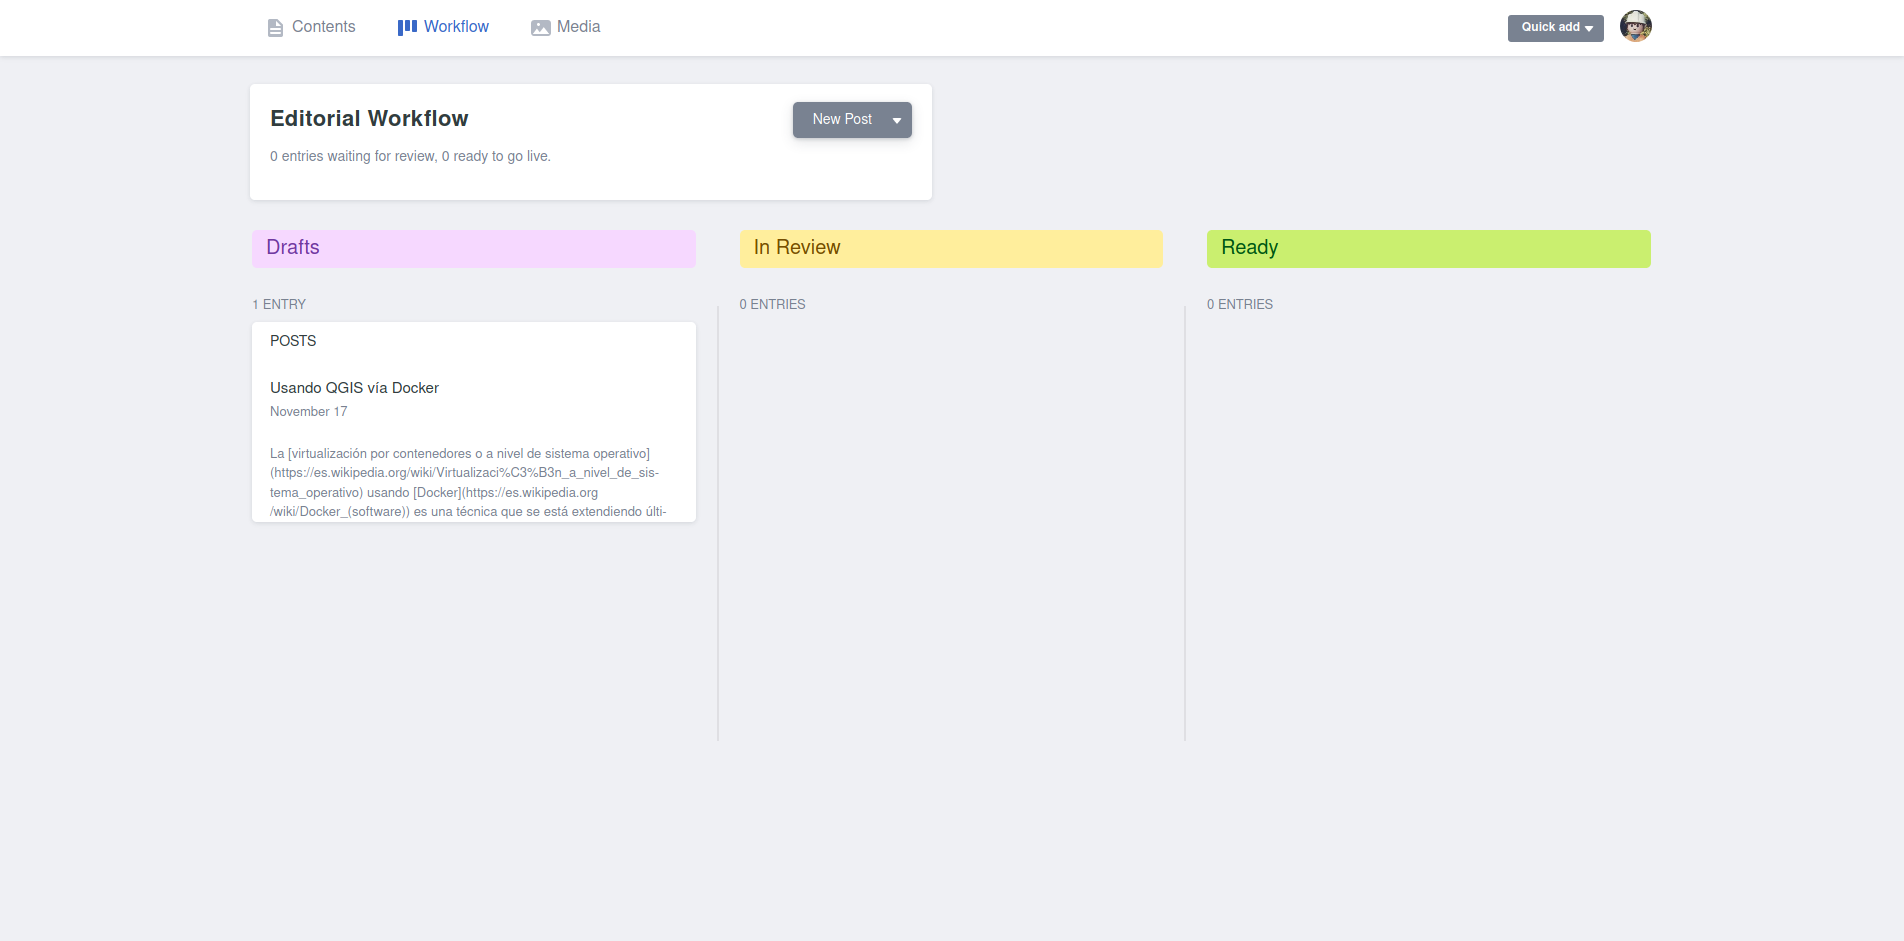 Contents
Workflow
Media
Quick add
Editorial Workflow
New Post
0 entries waiting for review, 0 ready to go live.
Drafts
In Review
Ready
1 ENTRY
0 ENTRIES
0 ENTRIES
POSTS
Usando QGIS vía Docker
November 17
La [virtualización por contenedores o a nivel de sistema operativo]
(https://es.wikipedia.org/wiki/Virtualizaci%C3%B3n_a_nivel_de_sis-
tema_operativo) usando [Docker](https://es.wikipedia.org
/wiki/Docker_(software)) es una técnica que se está extendiendo últi-